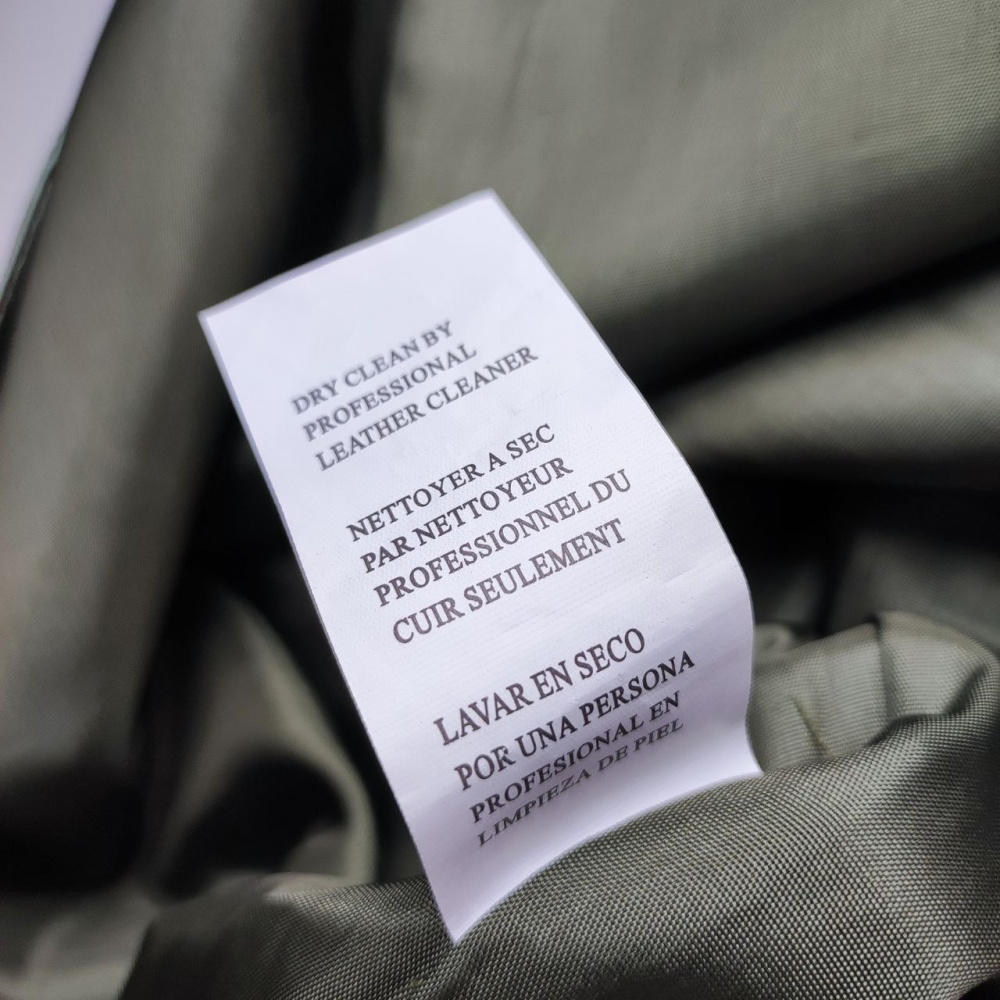 DRY CLEAN BY
PROFESSIONAL
LEATHER CLEANER
NETTOYER A SEC
PAR NETTOYEUR
PROFESSIONNEL DU
CUIR SEULEMENT
LAVAR EN SECO
POR UNA PERSONA
PROFESIONAL EN
LIMPIEZA DE PIEL